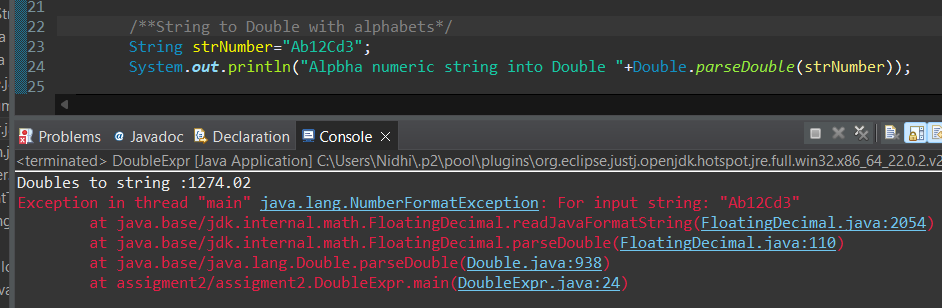 21
22 /**String to Double with alphabets*/
23 String strNumber="Ab12Cd3";
24 System.out.println("Alpbha numeric string into Double "+Double.parseDouble(strNumber));
25
Problems @ Javadoc Declaration Console
<terminated> DoubleExpr [Java Application] C:\Users\Nidhi\.p2\pool\plugins\org.eclipse.justj.openjdk.hotspot.jre.full.win32.x86_64_22.0.2.v2
Doubles to string :1274.02
Exception in thread "main" java.lang.NumberFormatException: For input string: "Ab12Cd3"
at java.base/jdk.internal.math.FloatingDecimal.readJavaFormatString(FloatingDecimal.java:2054)
at java.base/jdk.internal.math.FloatingDecimal.parseDouble(FloatingDecimal.java:110)
at java.base/java.lang.Double.parseDouble(Double.java:938)
at assigment2/assigment2.DoubleExpr.main(DoubleExpr.java:24)